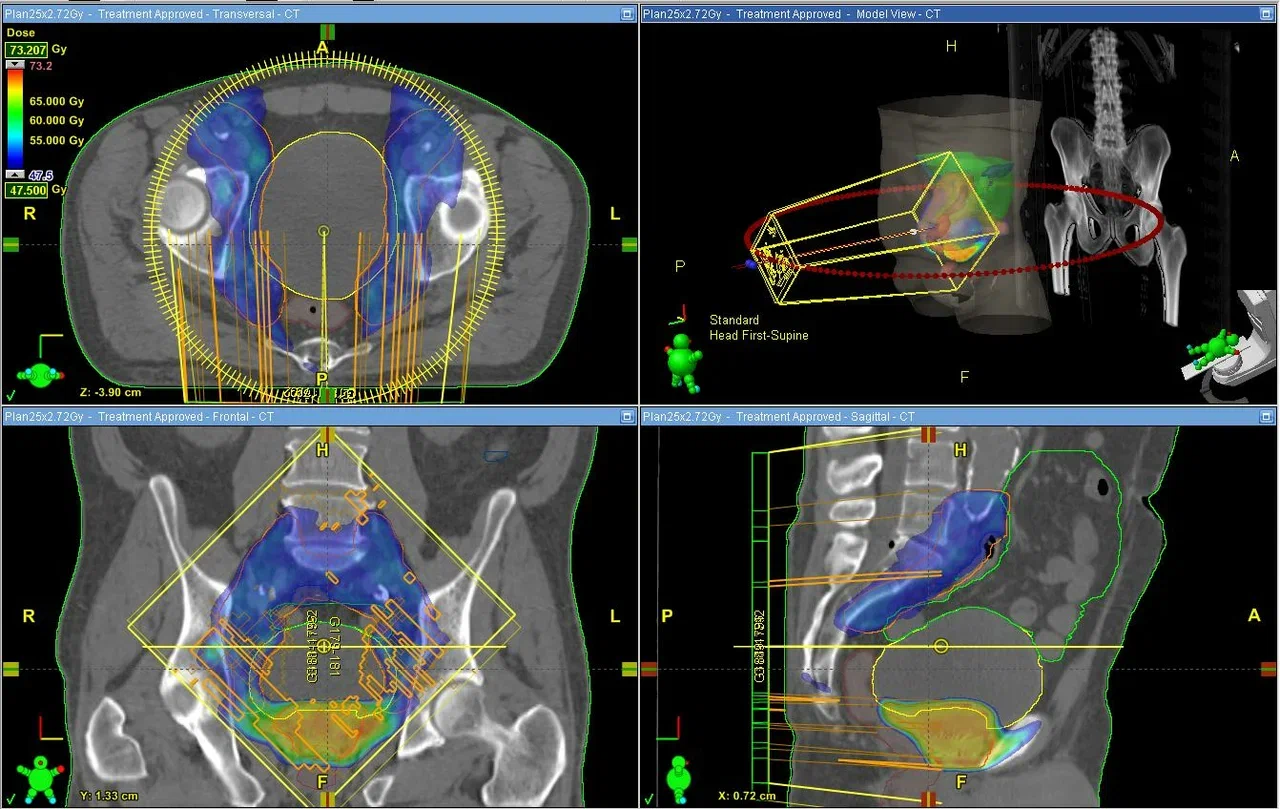 Plan25x2.72Gy - Treatment Approved - Transversal - CT
Dose
73.207 Gy
73.2
65.000 Gy
60.000 Gy
55.000 Gy
47.5
47.500 Gy
A
R
L
P
Z: -3.90 cm
Plan25x2.72Gy - Treatment Approved - Model View - CT
H
A
P
Standard
Head First-Supine
F
Plan25x2.72Gy - Treatment Approved - Frontal - CT
H
R
L
F
Y: 1.33 cm
Plan25x2.72Gy - Treatment Approved - Sagittal - CT
H
P
A
F
X: 0.72 cm